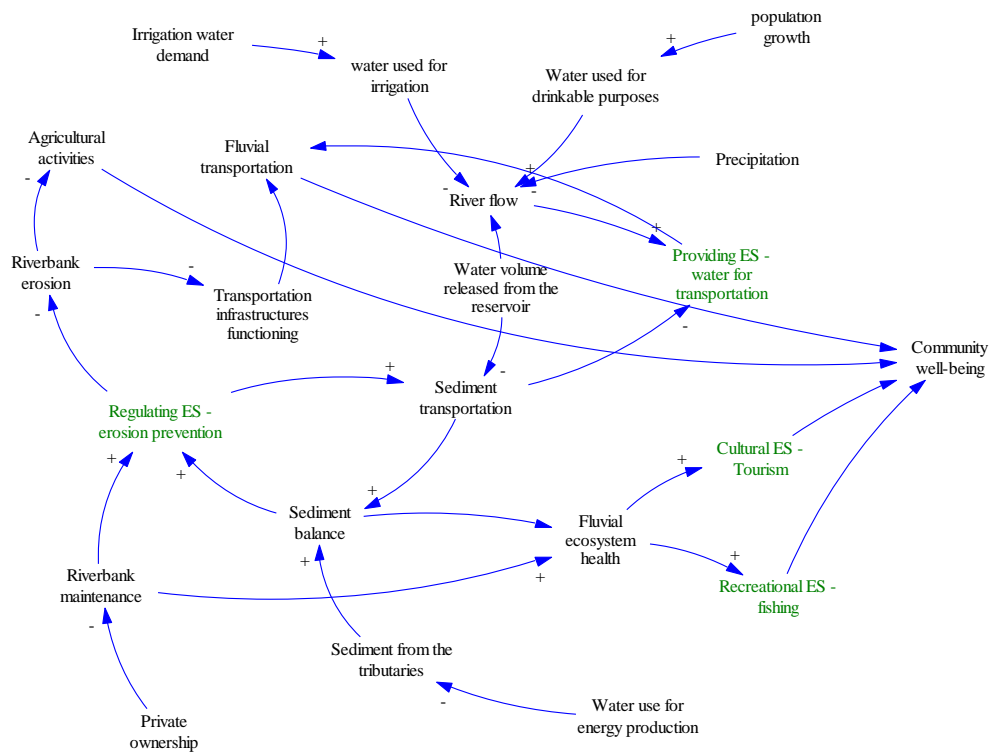 population
growth
+
Irrigation water
demand
+
water used for
irrigation
Water used for
drinkable purposes
Agricultural
activities
Fluvial
transportation
Precipitation
+
-
-
-
River flow
+
Riverbank
erosion
-
Providing ES -
water for
transportation
Water volume
released from the
reservoir
Transportation
infrastructures
functioning
-
-
Community
well-being
+
-
Sediment
transportation
Regulating ES -
erosion prevention
Cultural ES -
Tourism
+
+
+
+
Sediment
balance
Fluvial
ecosystem
health
+
+
+
Riverbank
maintenance
Recreational ES -
fishing
-
Sediment from the
tributaries
-
Water use for
energy production
Private
ownership